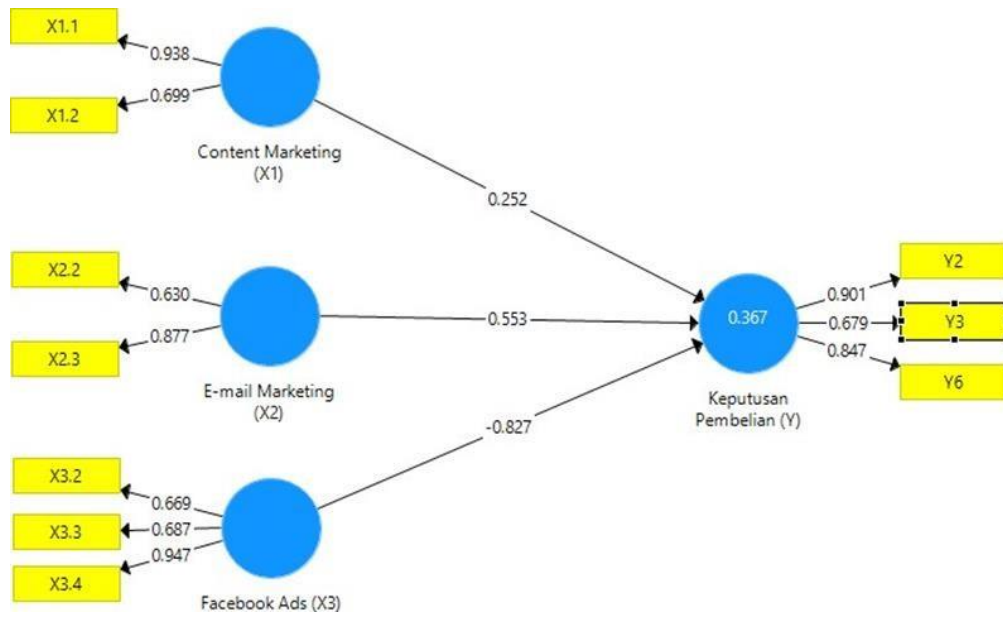 X1.1
0.938
0.699
X1.2
Content Marketing
(X1)
0.252
X2.2
0.630
0.877
X2.3
E-mail Marketing
(X2)
0.553
0.367
Keputusan
Pembelian (Y)
0.901
0.679
0.847
Y2
Y3
Y6
-0.827
X3.2
0.669
X3.3
0.687
0.947
X3.4
Facebook Ads (X3)